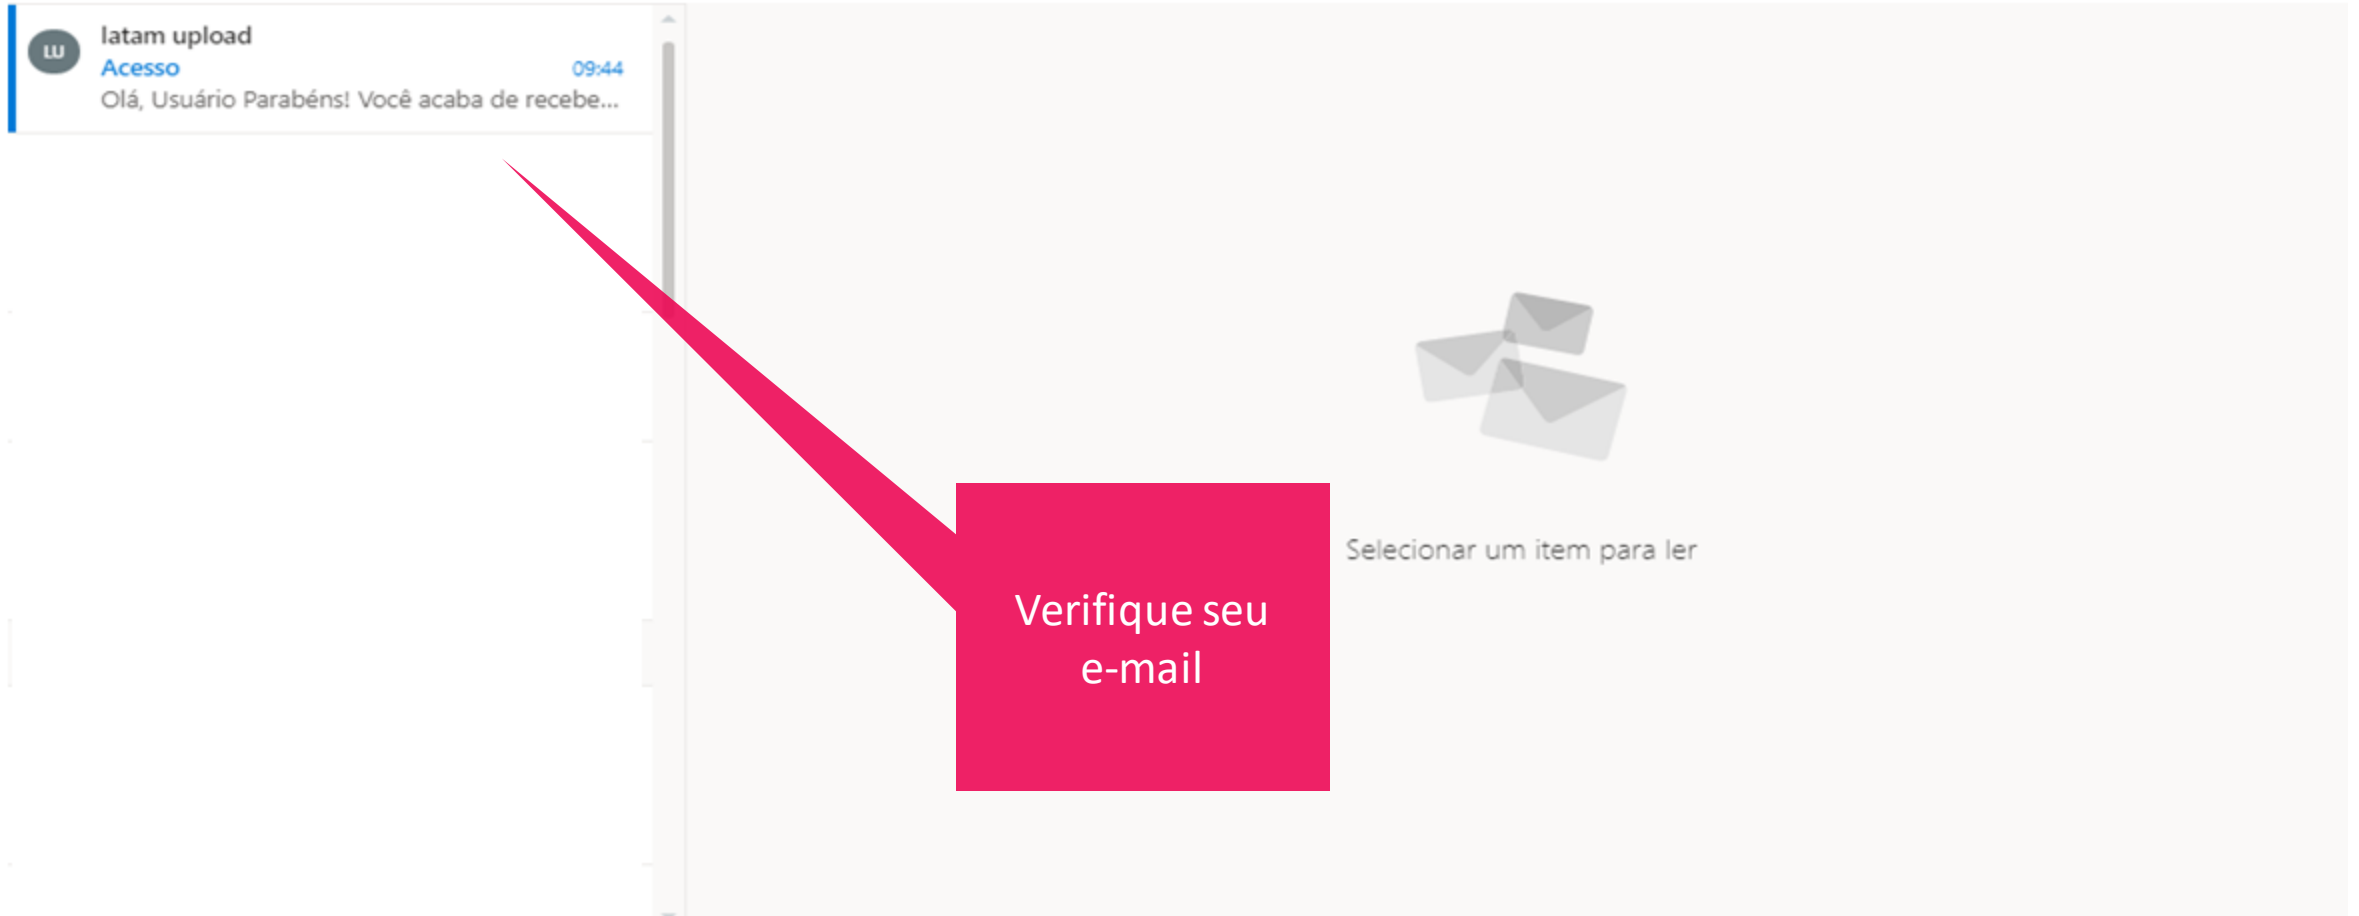 LU
latam upload
Acesso 09:44
Olá, Usuário Parabéns! Você acaba de recebe...
Selecionar um item para ler
Verifique seu
e-mail